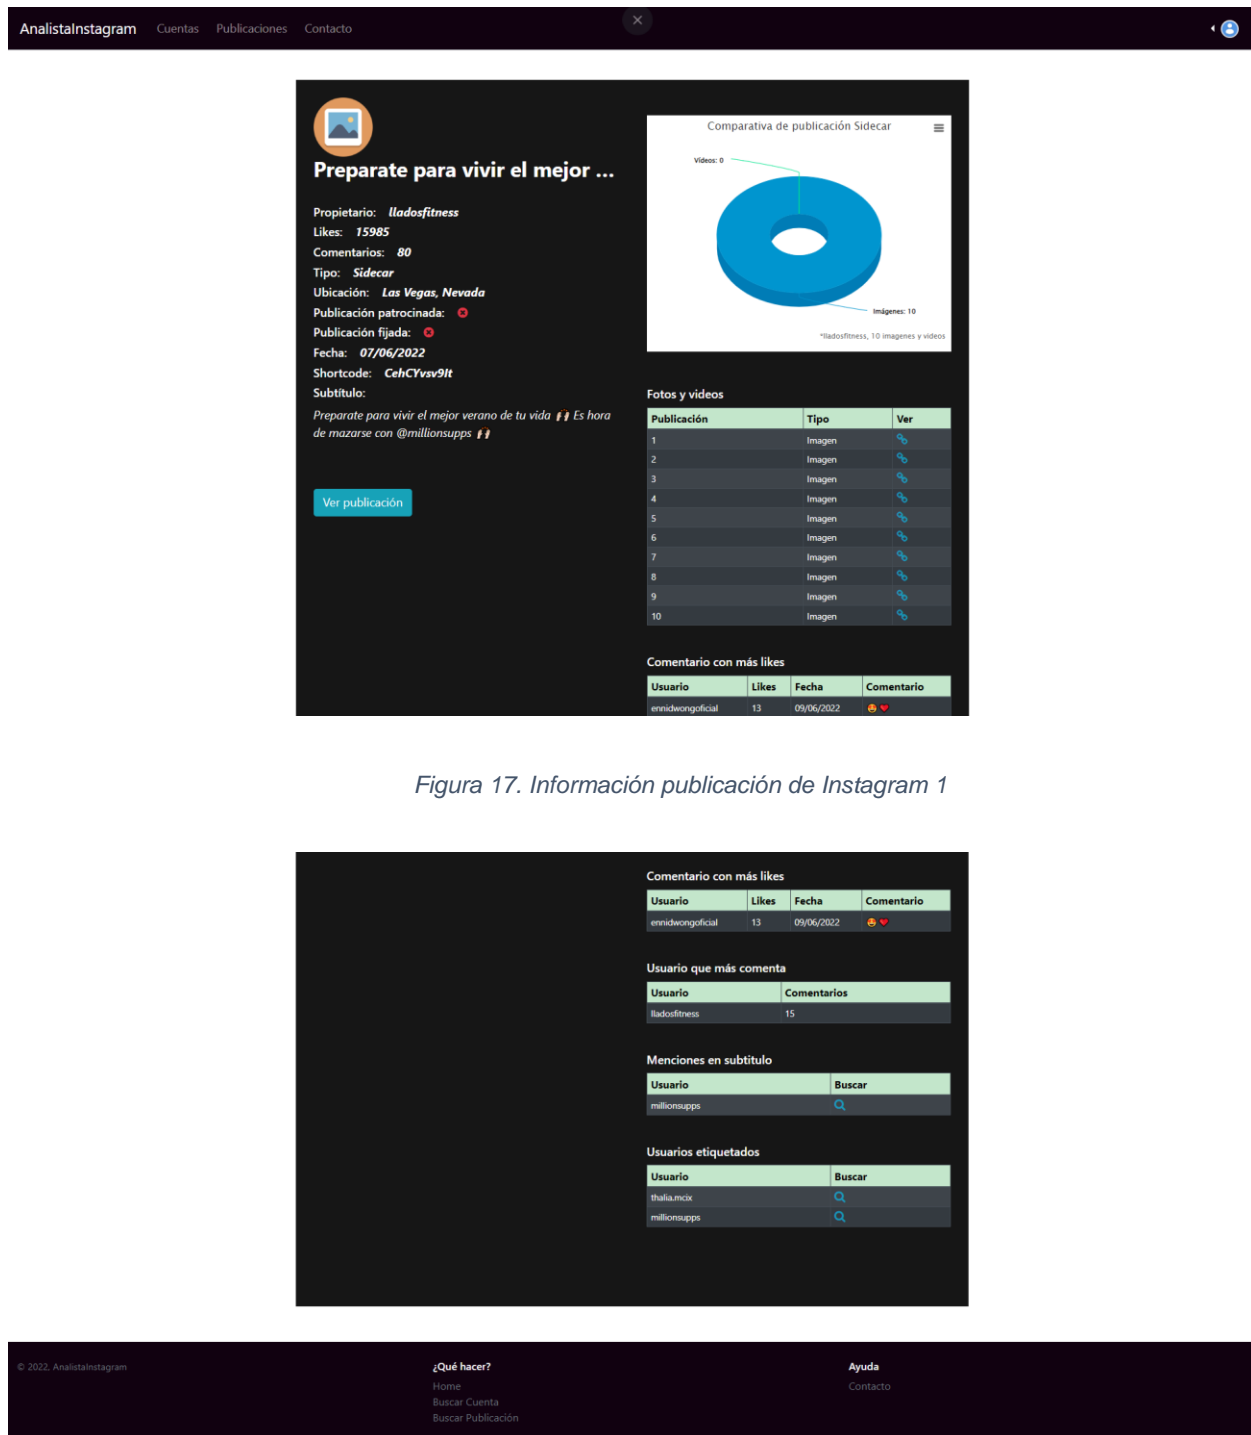 AnalistaInstagram Cuentas Publicaciones Contacto
Preparate para vivir el mejor ...
Propietario: lladosfitness
Likes: 15985
Comentarios: 80
Tipo: Sidecar
Ubicación: Las Vegas, Nevada
Publicación patrocinada:
Publicación fijada:
Fecha: 07/06/2022
Shortcode: CehCYvsv9It
Subtítulo:
Preparate para vivir el mejor verano de tu vida 🙌🏻 Es hora
de mazarse con @millionsupps 🙌🏻
Ver publicación
Comparativa de publicación Sidecar
Vídeos: 0
Imágenes: 10
*lladosfitness, 10 imagenes y videos
Fotos y videos
Publicación Tipo Ver
1 Imagen
2 Imagen
3 Imagen
4 Imagen
5 Imagen
6 Imagen
7 Imagen
8 Imagen
9 Imagen
10 Imagen
Comentario con más likes
Usuario Likes Fecha Comentario
ennidwongoficial 13 09/06/2022 😍❤️
Figura 17. Información publicación de Instagram 1
Comentario con más likes
Usuario Likes Fecha Comentario
ennidwongoficial 13 09/06/2022 😍❤️
Usuario que más comenta
Usuario Comentarios
lladosfitness 15
Menciones en subtitulo
Usuario Buscar
millionsupps
Usuarios etiquetados
Usuario Buscar
thalia.mcix
millionsupps
© 2022, AnalistaInstagram
¿Qué hacer?
Home
Buscar Cuenta
Buscar Publicación
Ayuda
Contacto